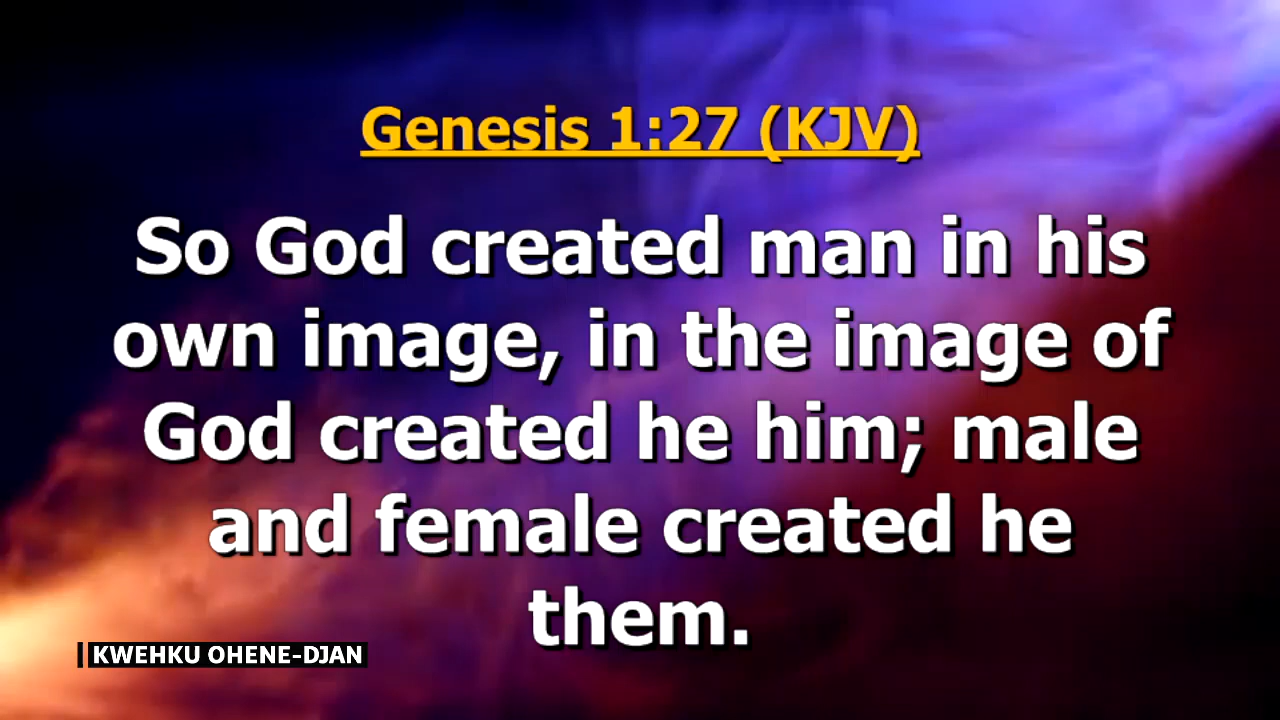 Genesis 1:27 (KJV)
So God created man in his
own image, in the image of
God created he him; male
and female created he
them.
KWEHKU OHENE-DJAN